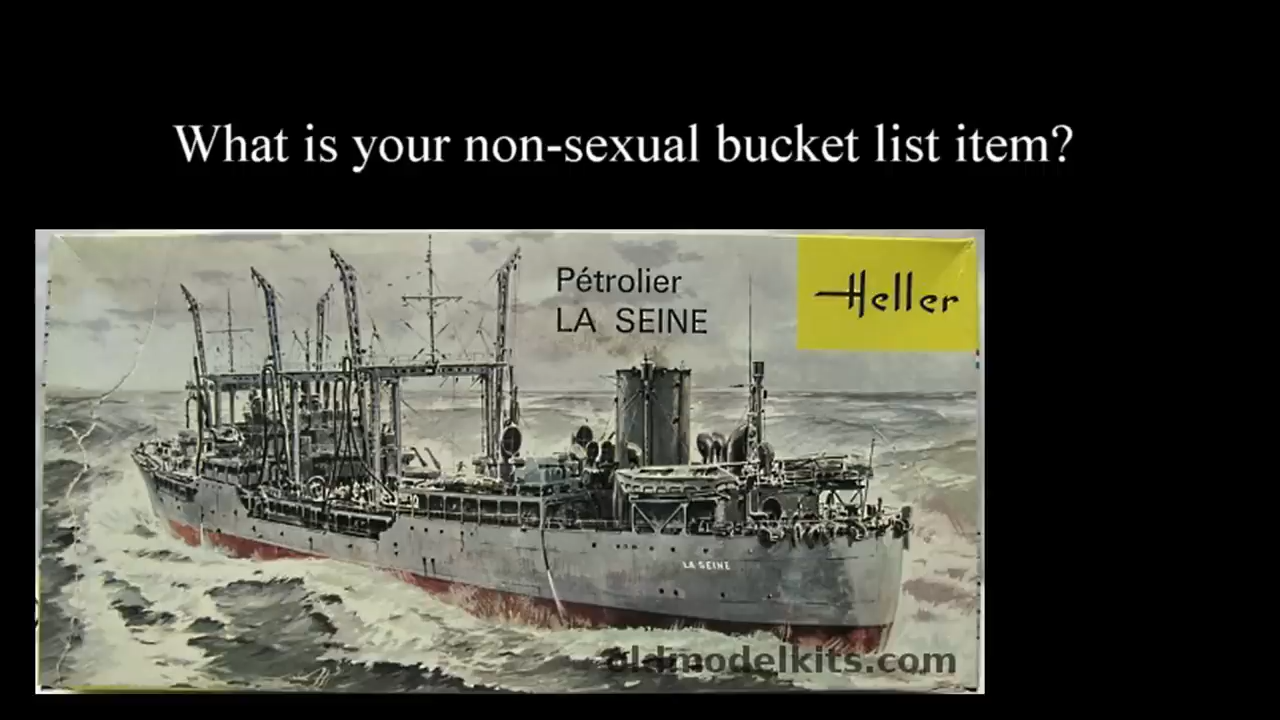 What is your non-sexual bucket list item?
Pétrolier
LA SEINE
Heller
LA SEINE
oldmodelkits.com